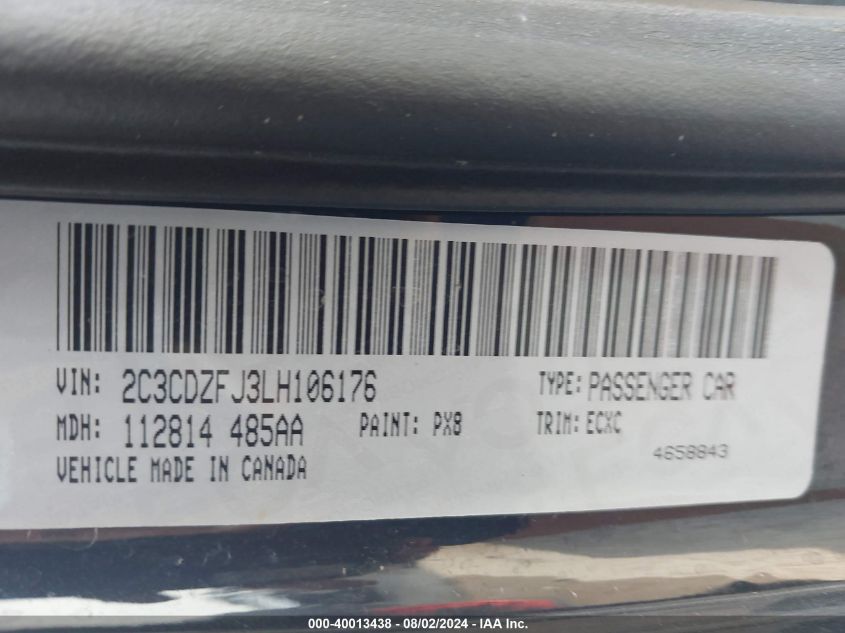 VIN: 2C3CDZFJ3LH106176 TYPE: PASSENGER CAR
MDH: 112814 485AA PAINT: PX8 TRIM: ECXC
VEHICLE MADE IN CANADA 4658843
000-40013438 - 08/02/2024 - IAA Inc.